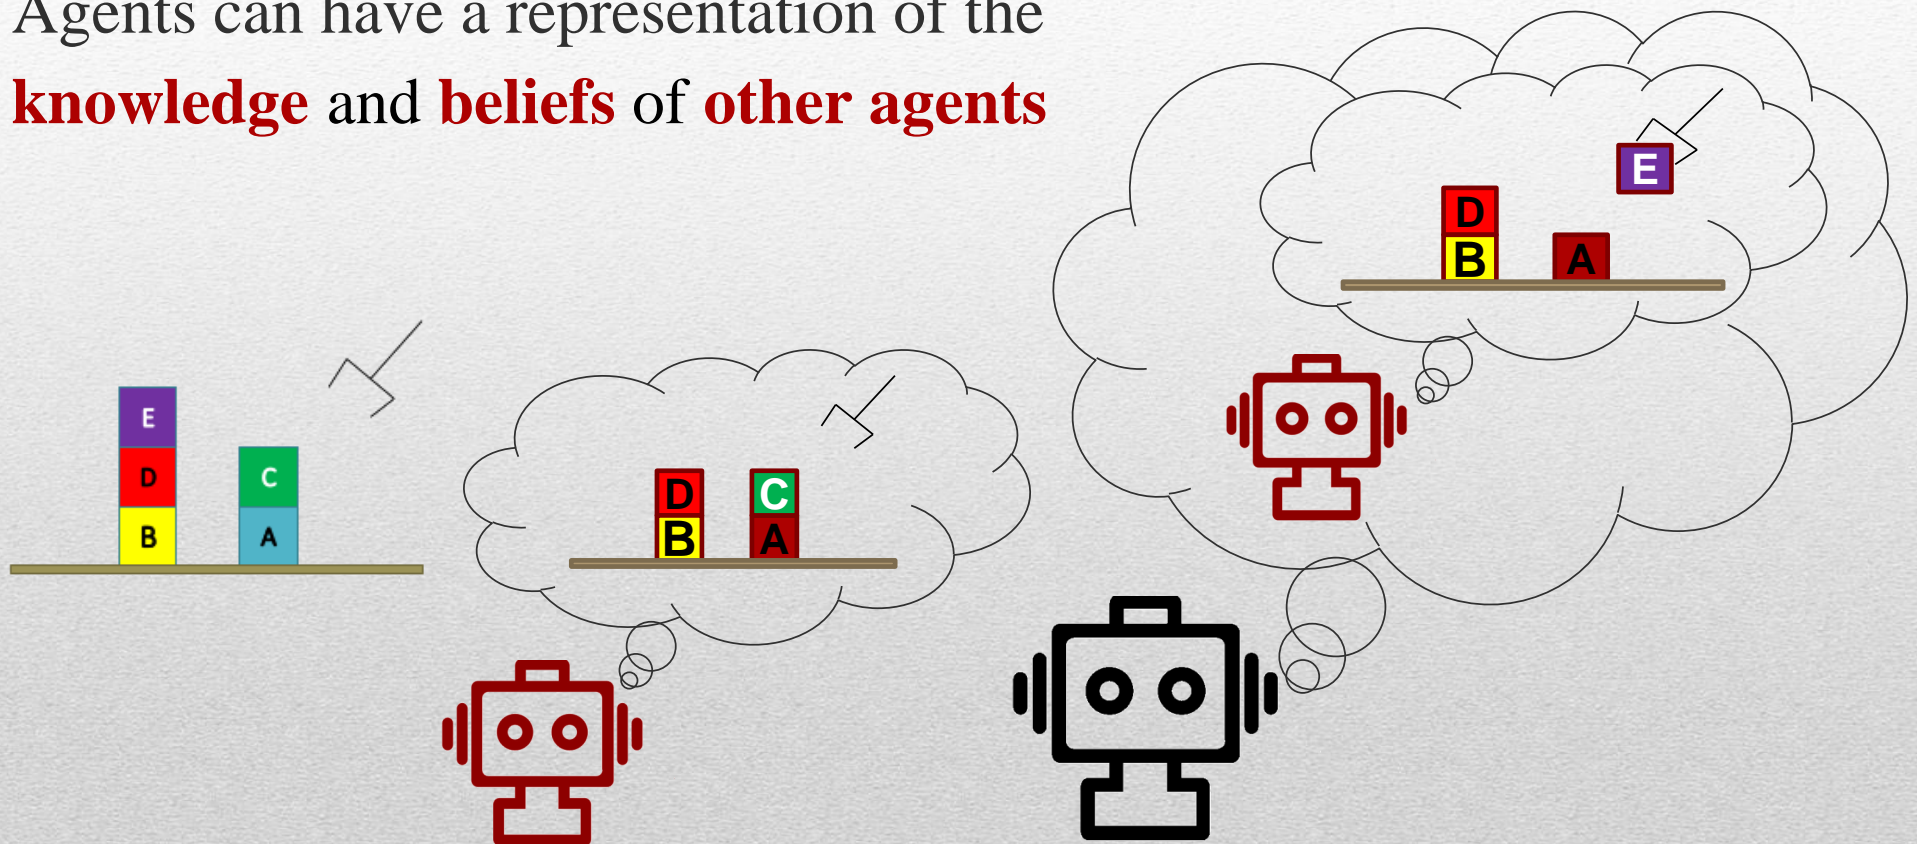 Agents can have a representation of the
knowledge and beliefs of other agents
E
D
B
A
E
D
B
C
A
D
B
C
A